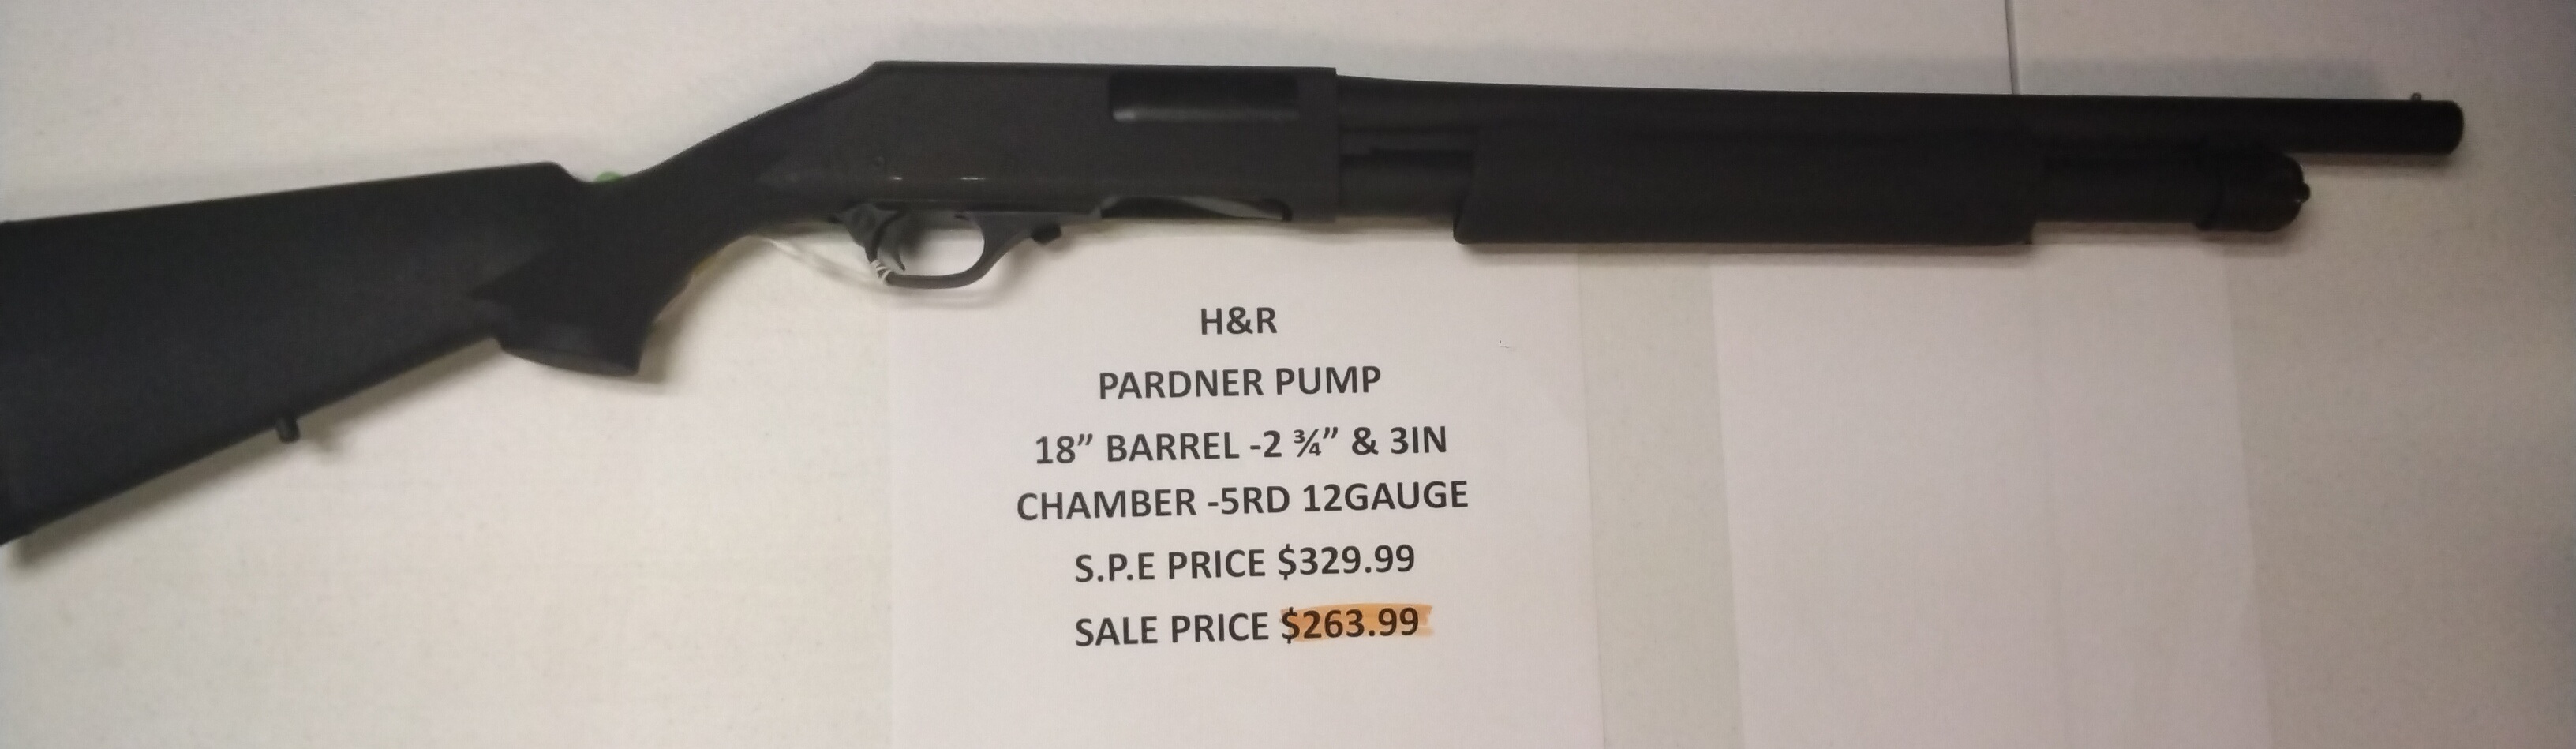 H&R
PARDNER PUMP
18” BARREL -2 ¾” & 3IN
CHAMBER -5RD 12GAUGE
S.P.E PRICE $329.99
SALE PRICE $263.99